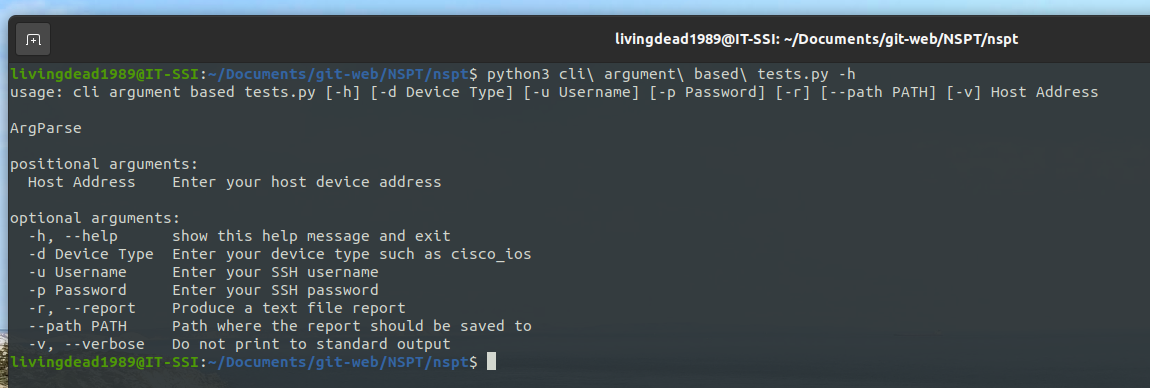 livingdead1989@IT-SSI: ~/Documents/git-web/NSPT/nspt
livingdead1989@IT-SSI:~/Documents/git-web/NSPT/nspt$ python3 cli\ argument\ based\ tests.py -h
usage: cli argument based tests.py [-h] [-d Device Type] [-u Username] [-p Password] [-r] [--path PATH] [-v] Host Address
ArgParse
positional arguments:
  Host Address    Enter your host device address
optional arguments:
  -h, --help      show this help message and exit
  -d Device Type  Enter your device type such as cisco_ios
  -u Username     Enter your SSH username
  -p Password     Enter your SSH password
  -r, --report    Produce a text file report
  --path PATH     Path where the report should be saved to
  -v, --verbose   Do not print to standard output
livingdead1989@IT-SSI:~/Documents/git-web/NSPT/nspt$